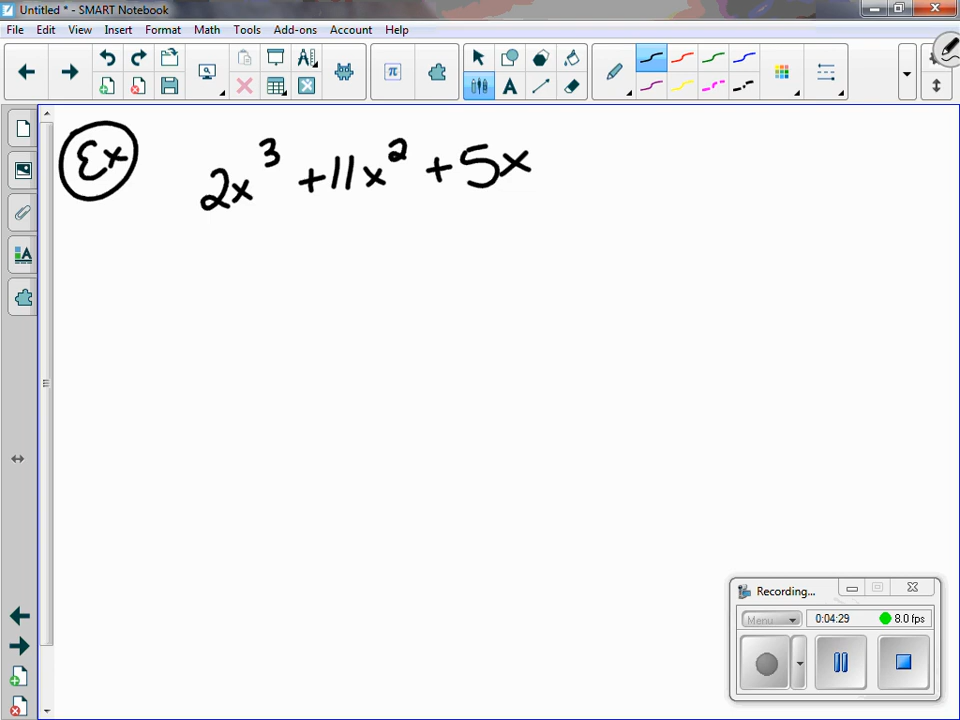 Untitled * - SMART Notebook
File Edit View Insert Format Math Tools Add-ons Account Help
π
A
A
Ex 2x³ +11x² +5x
Recording...
Menu 0:04:29 8.0 fps